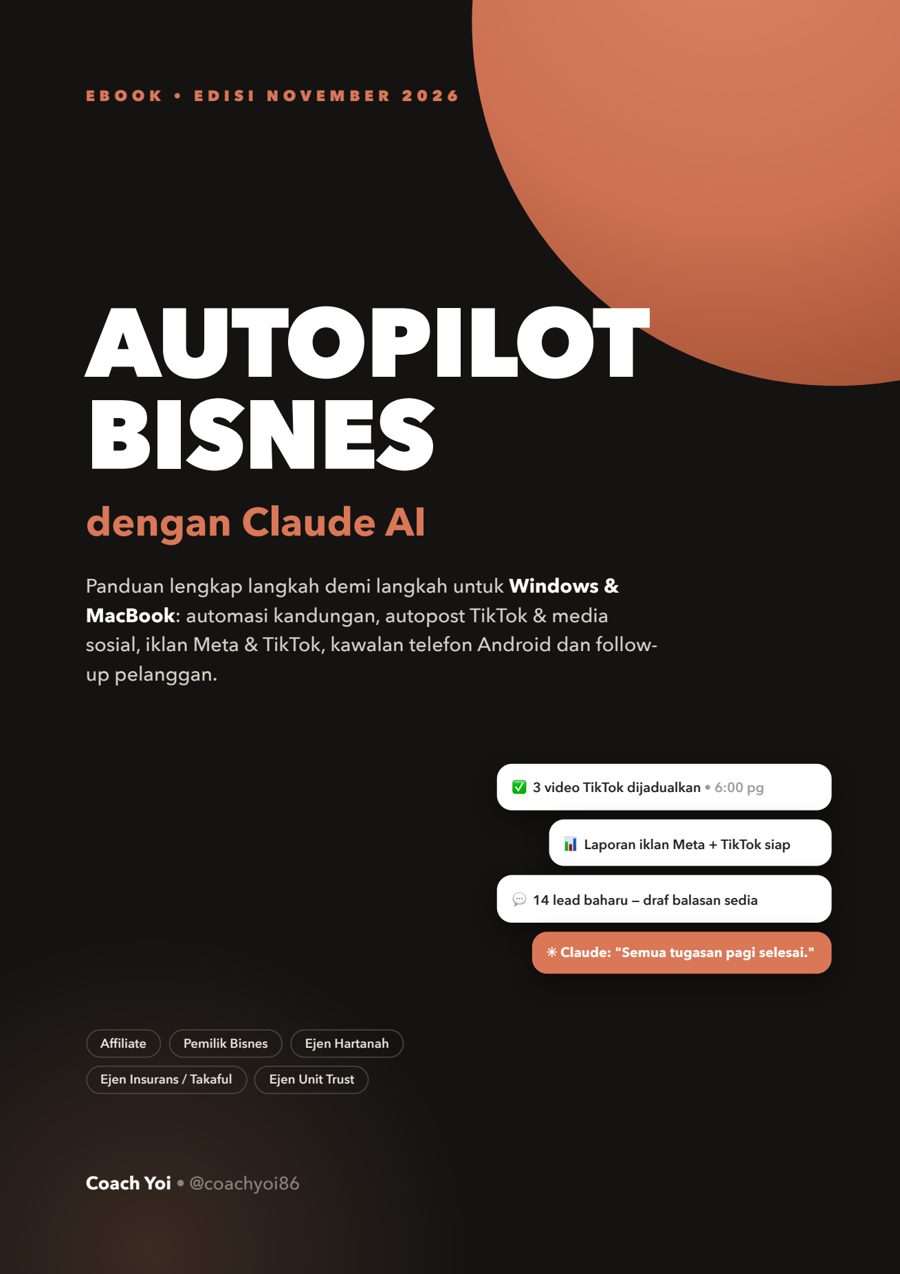 EBOOK • EDISI NOVEMBER 2026
AUTOPILOT
BISNES
dengan Claude AI
Panduan lengkap langkah demi langkah untuk Windows &
MacBook: automasi kandungan, autopost TikTok & media
sosial, iklan Meta & TikTok, kawalan telefon Android dan follow-
up pelanggan.
✅ 3 video TikTok dijadualkan • 6:00 pg
📊 Laporan iklan Meta + TikTok siap
💬 14 lead baharu – draf balasan sedia
✳ Claude: "Semua tugasan pagi selesai."
Affiliate Pemilik Bisnes Ejen Hartanah
Ejen Insurans / Takaful Ejen Unit Trust
Coach Yoi • @coachyoi86